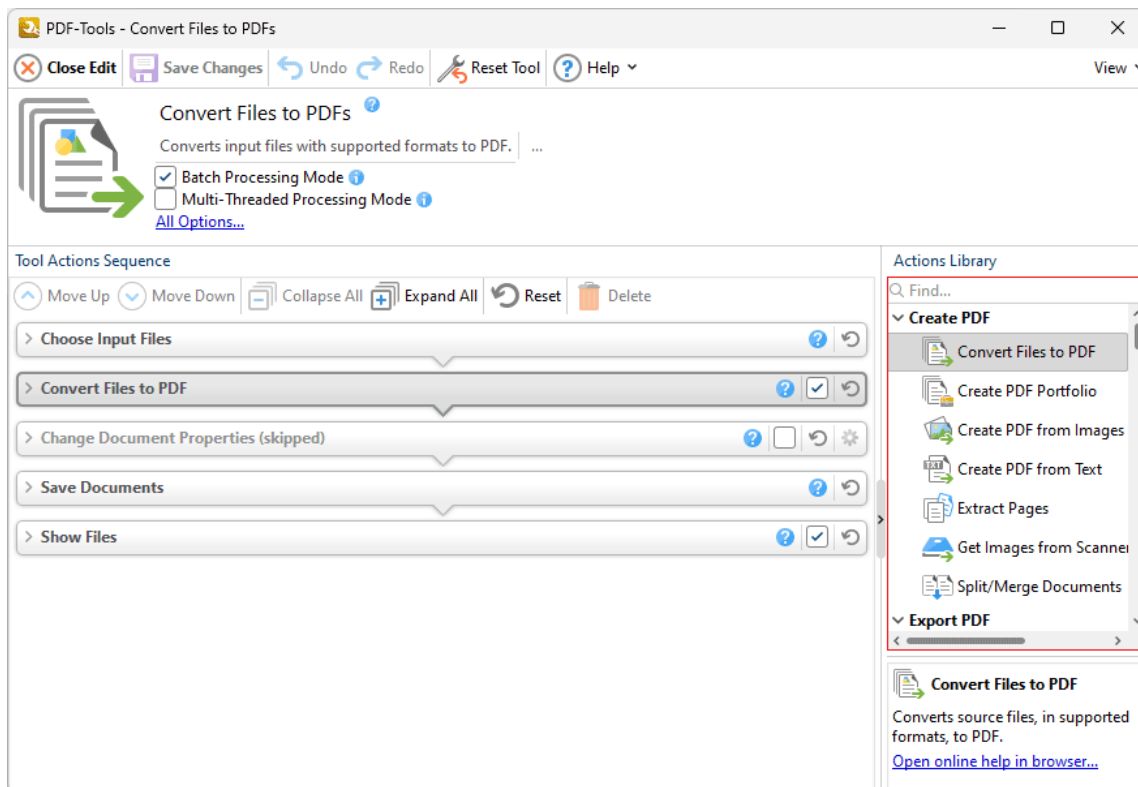 PDF-Tools - Convert Files to PDFs
Close Edit Save Changes Undo Redo Reset Tool ? Help View
Convert Files to PDFs ?
Converts input files with supported formats to PDF. ...
Batch Processing Mode i
Multi-Threaded Processing Mode i
All Options...
Tool Actions Sequence
Move Up Move Down Collapse All Expand All Reset Delete
Choose Input Files ?
Convert Files to PDF ?
Change Document Properties (skipped) ?
Save Documents ?
Show Files ?
Actions Library
Find...
Create PDF
Convert Files to PDF
Create PDF Portfolio
Create PDF from Images
TXT Create PDF from Text
Extract Pages
Get Images from Scanner
Split/Merge Documents
Export PDF
Convert Files to PDF
Converts source files, in supported
formats, to PDF.
Open online help in browser...